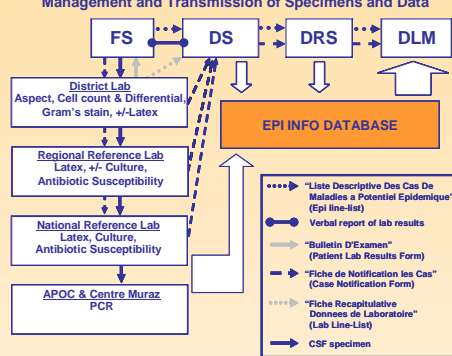 Management and Transmission of Specimens and Data
FS
DS
DRS
DLM
District Lab
Aspect, Cell count & Differential,
Gram's stain, +/-Latex
Regional Reference Lab
Latex, +/- Culture,
Antibiotic Susceptibility
National Reference Lab
Latex, Culture,
Antibiotic Susceptibility
APOC & Centre Muraz
PCR
EPI INFO DATABASE
"Liste Descriptive Des Cas De
Maladies a Potentiel Epidemique"
(Epi line-list)
Verbal report of lab results
"Bulletin D'Examen"
(Patient Lab Results Form)
"Fiche de Notification les Cas"
(Case Notification Form)
"Fiche Recapitulative
Donnees de Laboratoire"
(Lab Line-List)
CSF specimen